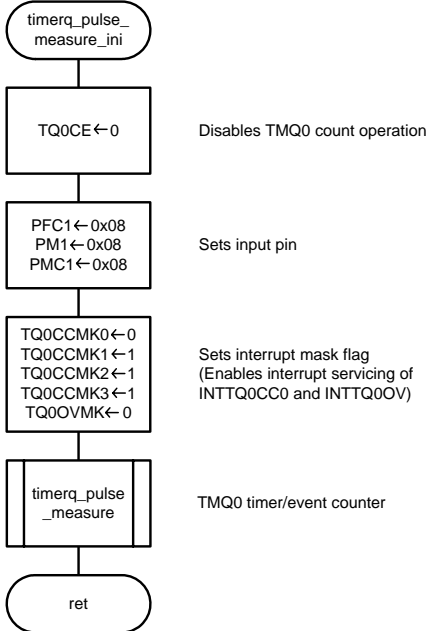 timerq_pulse_
measure_ini
TQ0CE←0
Disables TMQ0 count operation
PFC1←0x08
PM1←0x08
PMC1←0x08
Sets input pin
TQ0CCMK0←0
TQ0CCMK1←1
TQ0CCMK2←1
TQ0CCMK3←1
TQ0OVMK←0
Sets interrupt mask flag
(Enables interrupt servicing of
INTTQ0CC0 and INTTQ0OV)
timerq_pulse
_measure
TMQ0 timer/event counter
ret